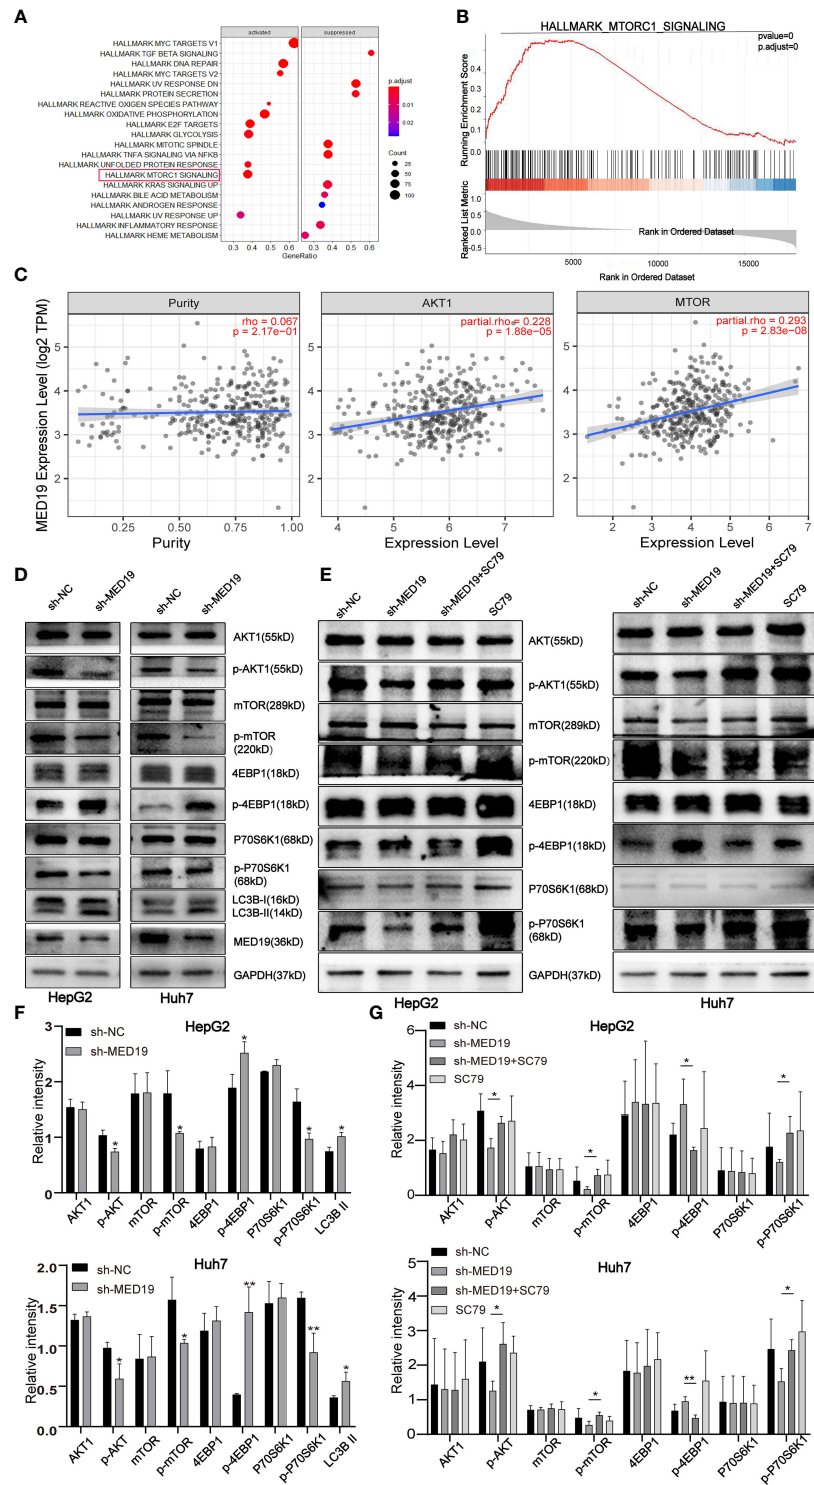 A
activated
suppressed
HALLMARK MYC TARGETS V1
HALLMARK TGF BETA SIGNALING
HALLMARK DNA REPAIR
HALLMARK MYC TARGETS V2
HALLMARK UV RESPONSE DN
HALLMARK PROTEIN SECRETION
HALLMARK REACTIVE OXIGEN SPECIES PATHWAY
HALLMARK OXIDATIVE PHOSPHORYLATION
HALLMARK E2F TARGETS
HALLMARK GLYCOLYSIS
HALLMARK MITOTIC SPINDLE
HALLMARK TNFA SIGNALING VIA NFKB
HALLMARK UNFOLDED PROTEIN RESPONSE
HALLMARK MTORC1 SIGNALING
HALLMARK KRAS SIGNALING UP
HALLMARK BILE ACID METABOLISM
HALLMARK ANDROGEN RESPONSE
HALLMARK UV RESPONSE UP
HALLMARK INFLAMMATORY RESPONSE
HALLMARK HEME METABOLISM
0.3 0.4 0.5 0.6 0.3 0.4 0.5 0.6
GeneRatio
p.adjust
0.01
0.02
Count
25
50
75
100
B
HALLMARK_MTORC1_SIGNALING
pvalue=0
p.adjust=0
Running Enrichment Score
0.4
0.3
0.2
0.1
0.0
Ranked List Metric
1.0
0.5
0.0
-0.5
Rank in Ordered Dataset
5000 10000 15000
Rank in Ordered Dataset
C
Purity
rho = 0.067
p = 2.17e-01
AKT1
partial.rho = 0.228
p = 1.88e-05
MTOR
partial.rho = 0.293
p = 2.83e-08
MED19 Expression Level (log2 TPM)
5
4
3
2
5
4
3
2
5
4
3
2
0.25 0.50 0.75 1.00
Purity
4 5 6 7
Expression Level
2 3 4 5 6 7
Expression Level
D
sh-NC
sh-MED19
sh-NC
sh-MED19
AKT1(55kD)
p-AKT1(55kD)
mTOR(289kD)
p-mTOR
(220kD)
4EBP1(18kD)
p-4EBP1(18kD)
P70S6K1(68kD)
p-P70S6K1
(68kD)
LC3B-I(16kD)
LC3B-II(14kD)
MED19(36kD)
GAPDH(37kD)
HepG2
Huh7
E
sh-NC
sh-MED19
sh-MED19+SC79
SC79
sh-NC
sh-MED19
sh-MED19+SC79
SC79
AKT(55kD)
p-AKT1(55kD)
mTOR(289kD)
p-mTOR(220kD)
4EBP1(18kD)
p-4EBP1(18kD)
P70S6K1(68kD)
p-P70S6K1
(68kD)
GAPDH(37kD)
HepG2
Huh7
F
HepG2
sh-NC
sh-MED19
Relative intensity
3
2
1
0
*
*
*
*
*
AKT1
p-AKT
mTOR
p-mTOR
4EBP1
p-4EBP1
P70S6K1
p-P70S6K1
LC3B II
Huh7
sh-NC
sh-MED19
Relative intensity
2.0
1.5
1.0
0.5
0.0
*
*
**
**
*
AKT1
p-AKT
mTOR
p-mTOR
4EBP1
p-4EBP1
P70S6K1
p-P70S6K1
LC3B II
G
HepG2
sh-NC
sh-MED19
sh-MED19+SC79
SC79
Relative intensity
6
4
2
0
*
*
*
*
AKT1
p-AKT
mTOR
p-mTOR
4EBP1
p-4EBP1
P70S6K1
p-P70S6K1
Huh7
sh-NC
sh-MED19
sh-MED19+SC79
SC79
Relative intensity
5
4
3
2
1
0
*
*
**
*
AKT1
p-AKT
mTOR
p-mTOR
4EBP1
p-4EBP1
P70S6K1
p-P70S6K1